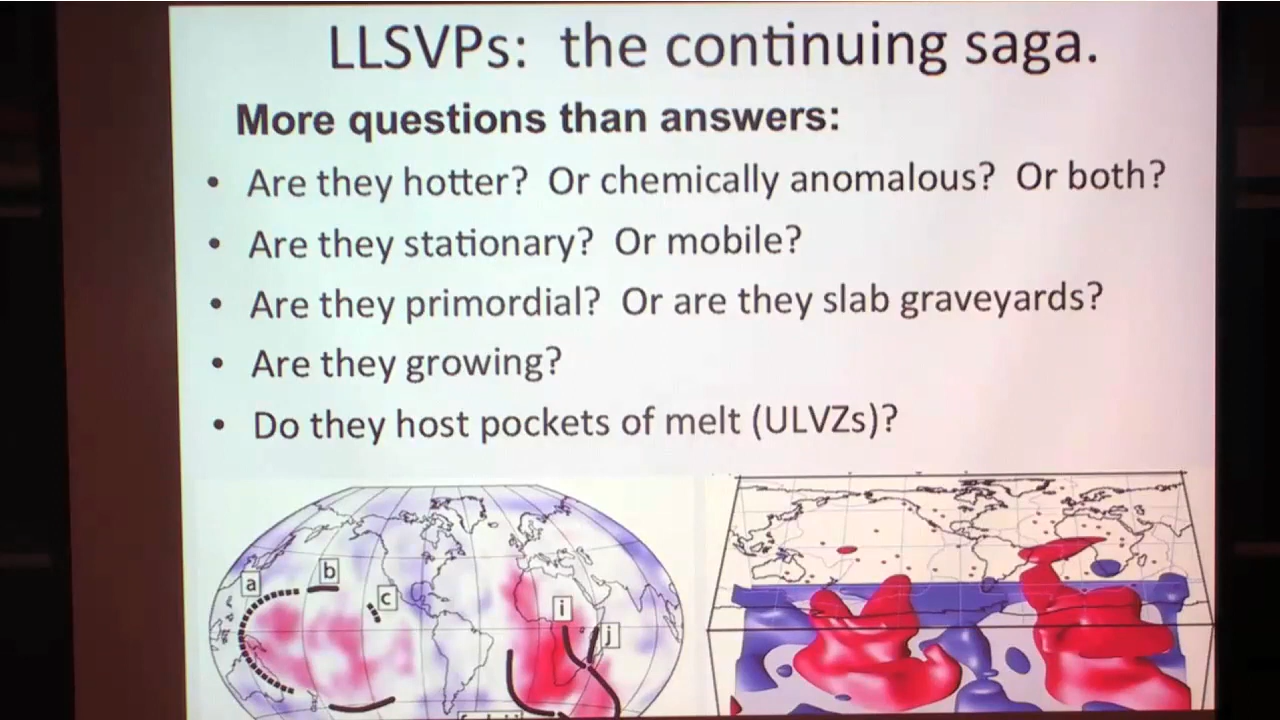 LLSVPs: the continuing saga.
More questions than answers:
• Are they hotter? Or chemically anomalous? Or both?
• Are they stationary? Or mobile?
• Are they primordial? Or are they slab graveyards?
• Are they growing?
• Do they host pockets of melt (ULVZs)?
a
b
c
i
j